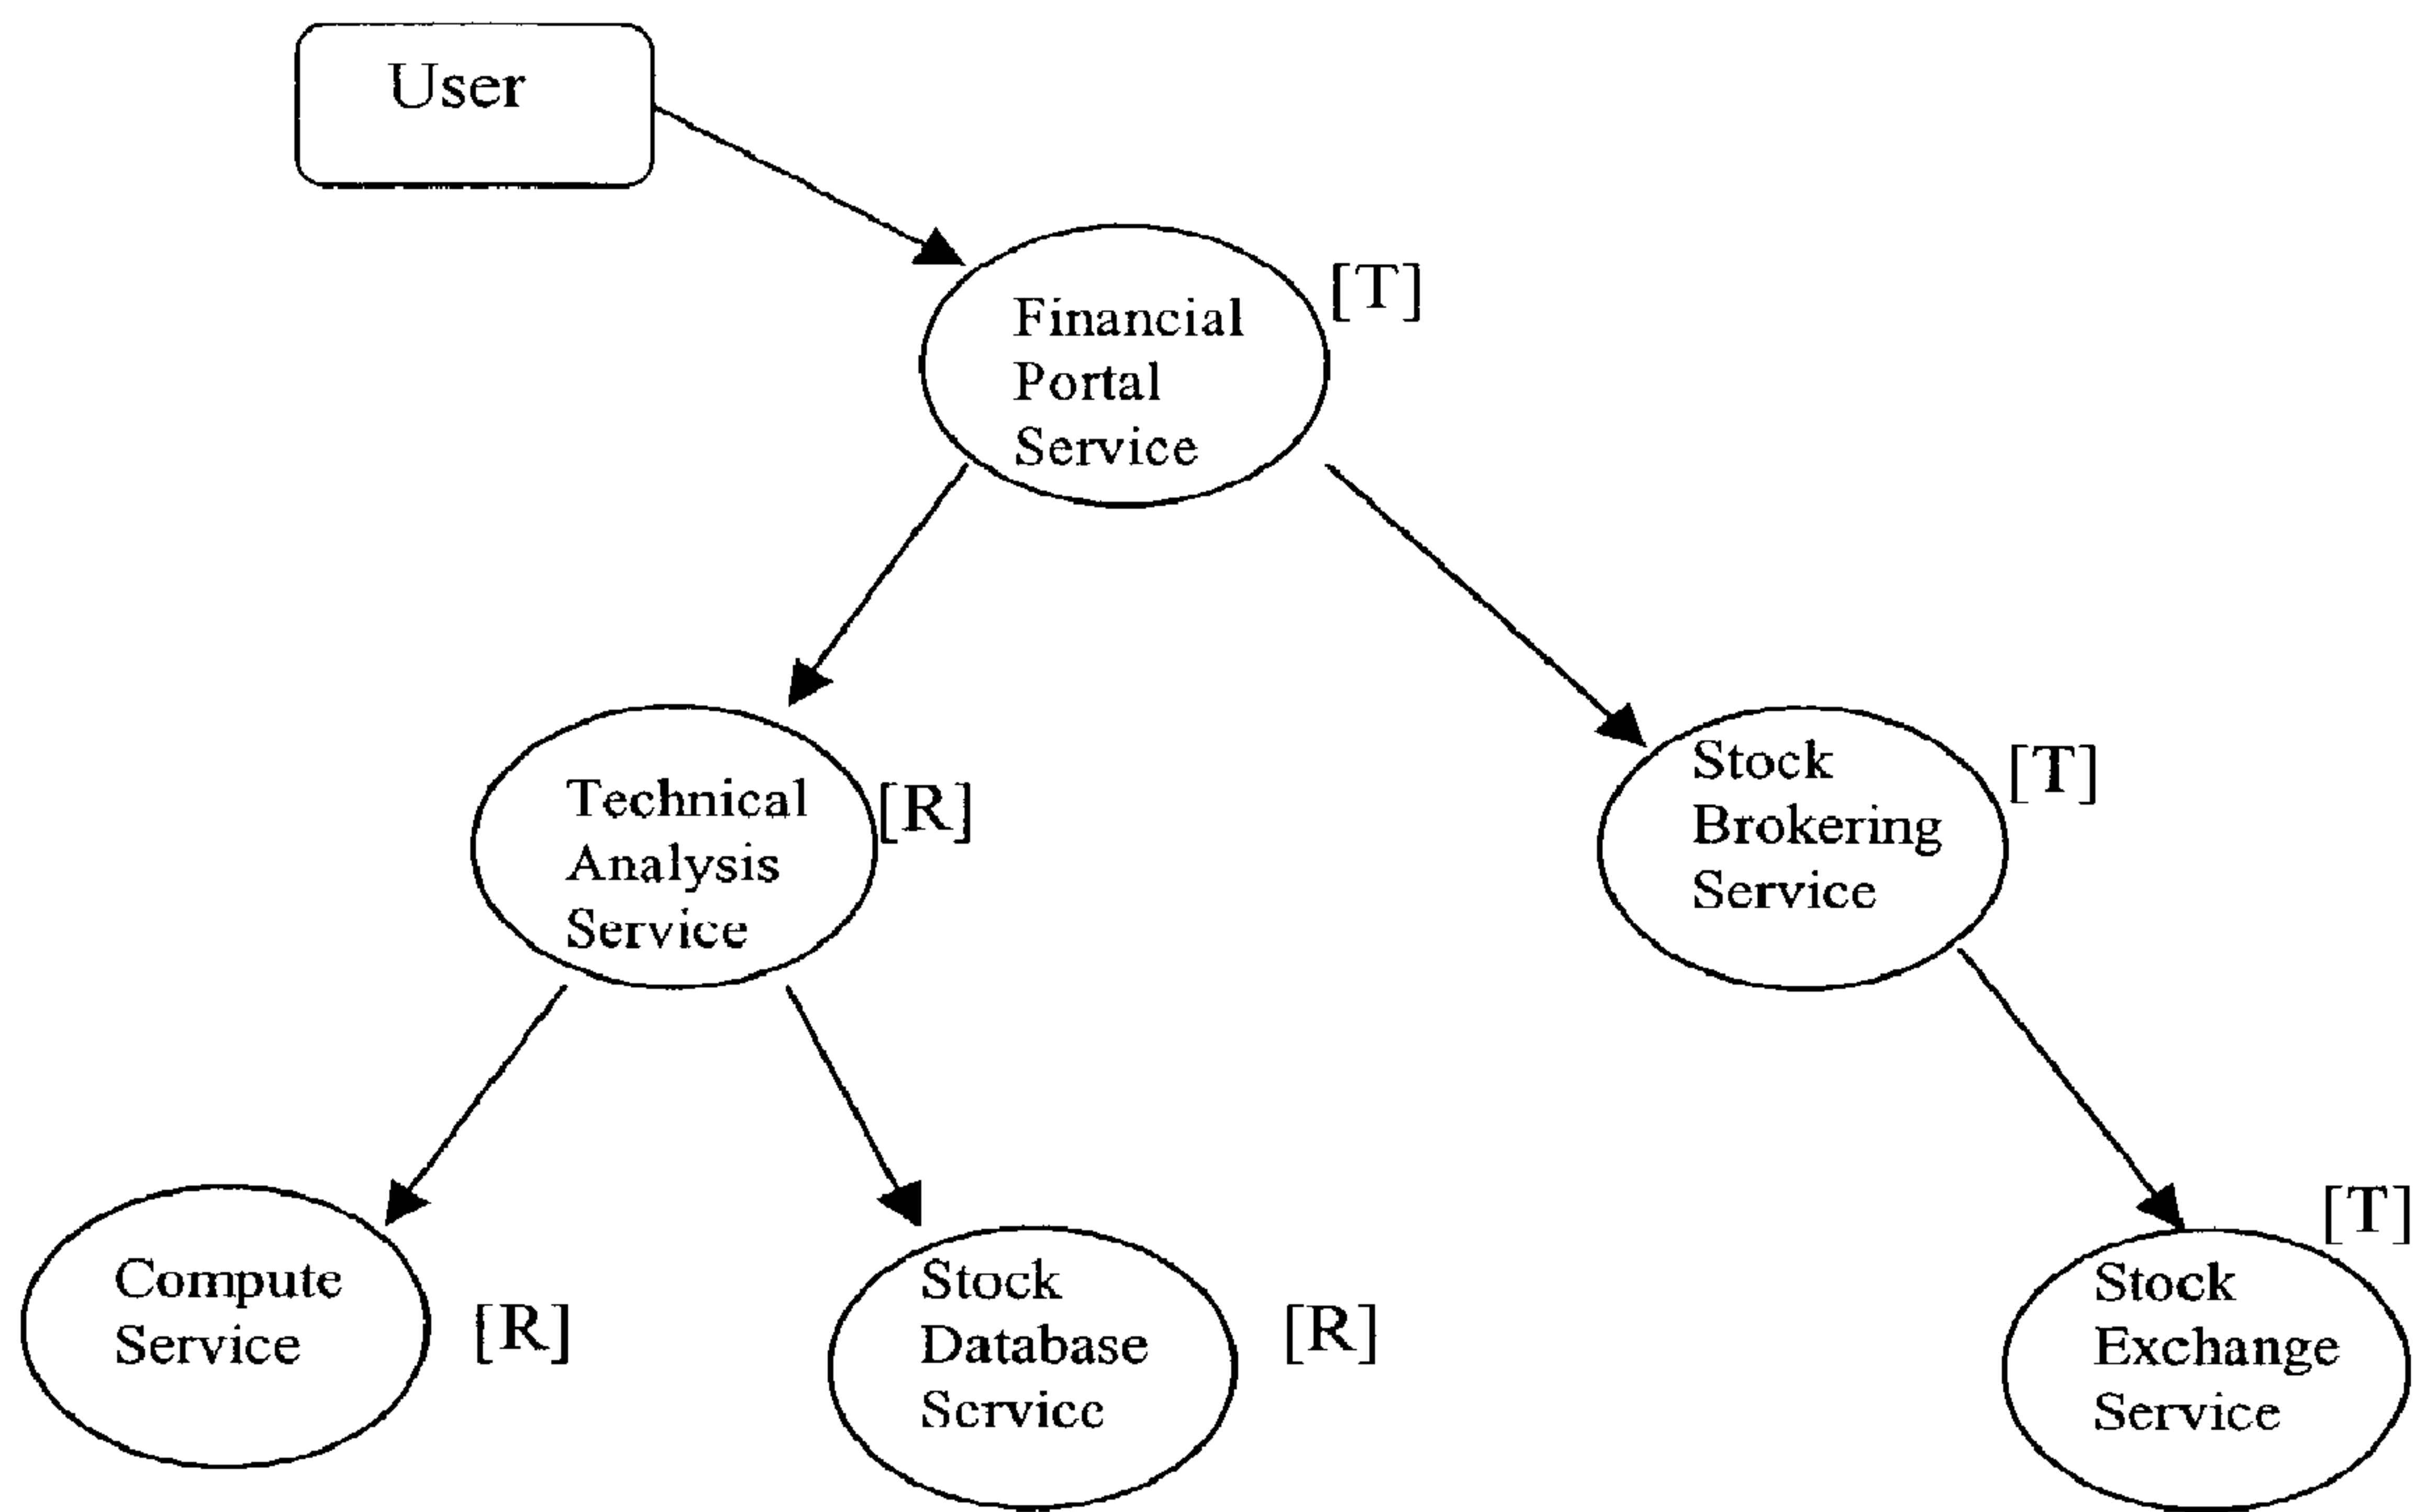 User
Financial
Portal
Service
[T]
Technical
Analysis
Service
[R]
Stock
Brokering
Service
[T]
Compute
Service
[R]
Stock
Database
Service
[R]
Stock
Exchange
Service
[T]